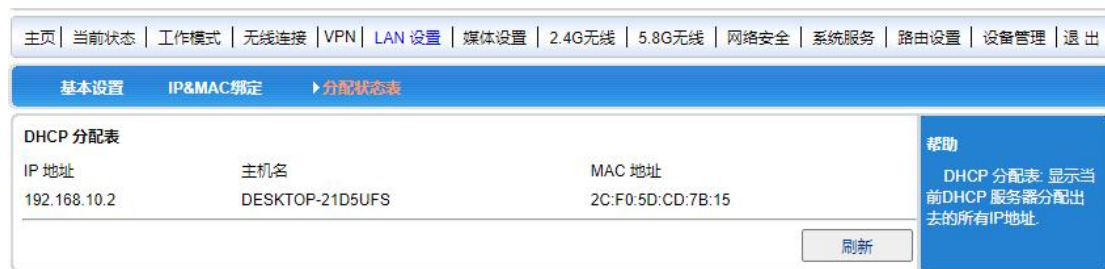 主页│ 当前状态 │ 工作模式 │ 无线连接 │VPN│ LAN 设置│ 媒体设置 │ 2.4G无线 │ 5.8G无线 │ 网络安全 │ 系统服务 │ 路由设置 │ 设备管理 │退 出
基本设置 IP&MAC绑定 分配状态表
DHCP 分配表
IP 地址 主机名 MAC 地址
192.168.10.2 DESKTOP-21D5UFS 2C:F0:5D:CD:7B:15
刷新
帮助
DHCP 分配表: 显示当
前DHCP 服务器分配出
去的所有IP地址.